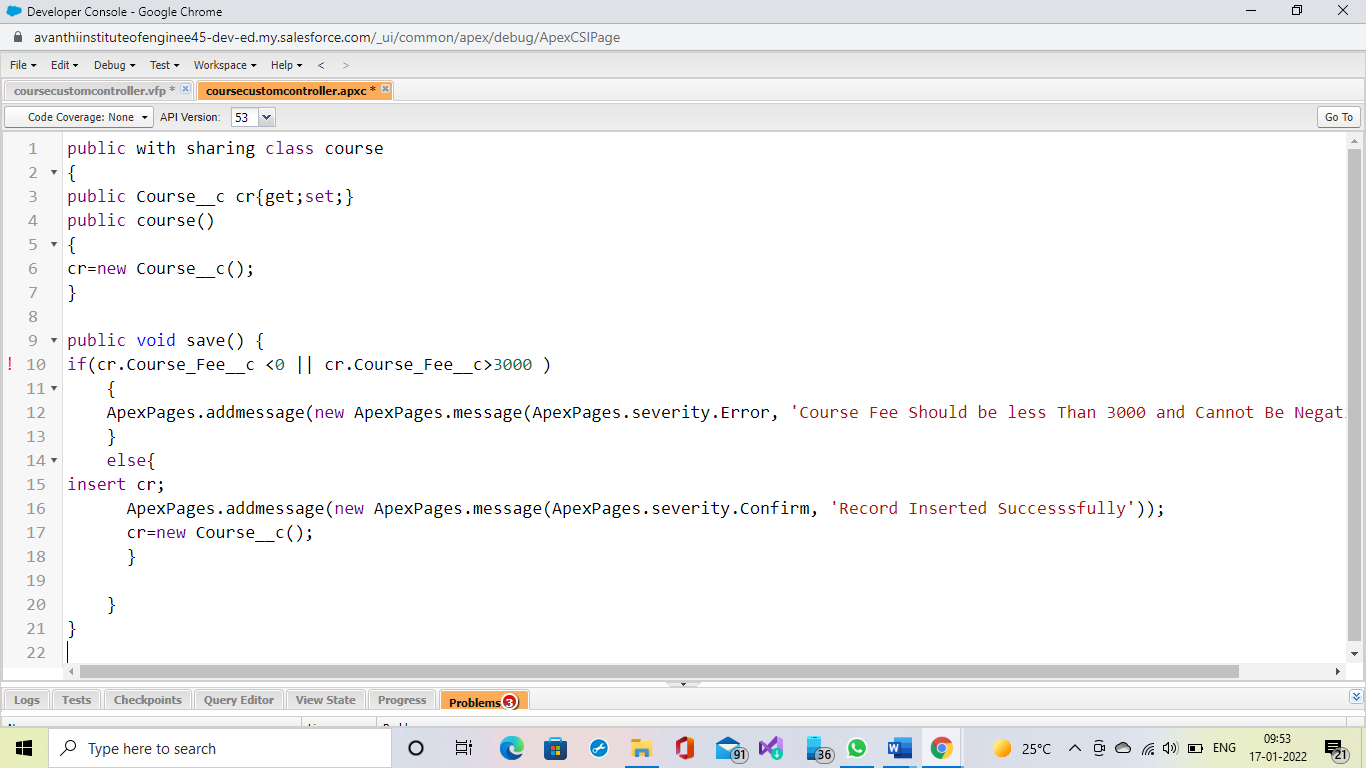 Developer Console - Google Chrome
avanthiinstituteofenginee45-dev-ed.my.salesforce.com/_ui/common/apex/debug/ApexCSIPage
File Edit Debug Test Workspace Help < >
coursecustomcontroller.vfp * coursecustomcontroller.apxc *
Code Coverage: None API Version: 53 Go To
1 public with sharing class course
2 {
3 public Course__c cr{get;set;}
4 public course()
5 {
6 cr=new Course__c();
7 }
8
9 public void save() {
! 10 if(cr.Course_Fee__c <0 || cr.Course_Fee__c>3000 )
11 {
12 ApexPages.addmessage(new ApexPages.message(ApexPages.severity.Error, 'Course Fee Should be less Than 3000 and Cannot Be Negat
13 }
14 else{
15 insert cr;
16 ApexPages.addmessage(new ApexPages.message(ApexPages.severity.Confirm, 'Record Inserted Successsfully'));
17 cr=new Course__c();
18 }
19
20 }
21 }
22
Logs Tests Checkpoints Query Editor View State Progress Problems 3
Type here to search 91 36 25°C ENG 09:53
17-01-2022 21